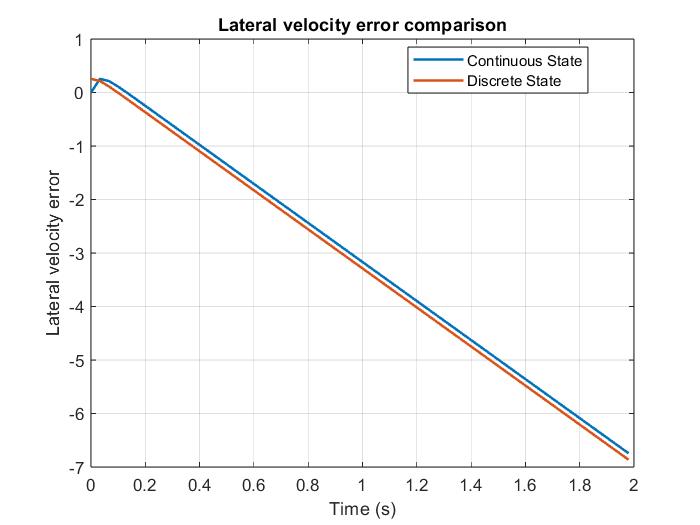 Lateral velocity error comparison
Continuous State
Discrete State
1
0
-1
-2
-3
-4
-5
-6
-7
Lateral velocity error
0 0.2 0.4 0.6 0.8 1 1.2 1.4 1.6 1.8 2
Time (s)